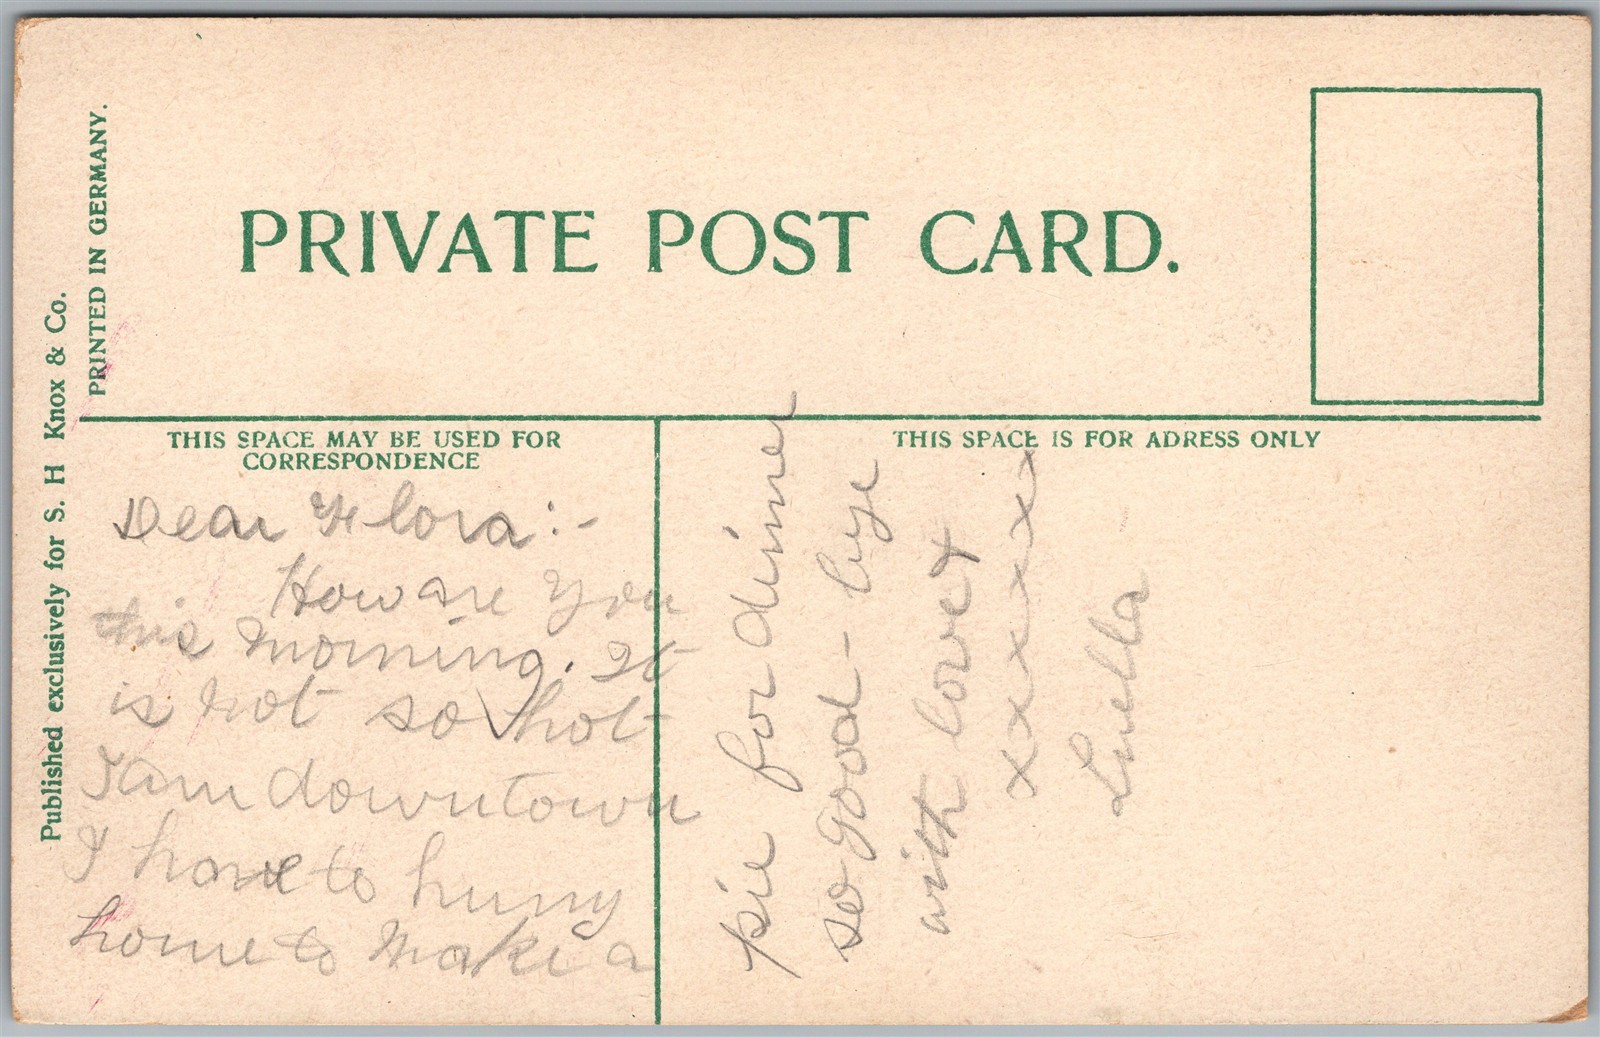 PRINTED IN GERMANY.
Published exclusively for S. H Knox & Co.
PRIVATE POST CARD.
THIS SPACE MAY BE USED FOR
CORRESPONDENCE
THIS SPACE IS FOR ADRESS ONLY
Dear Flora:-
How are you
this morning. It
is not so hot
I am downtown
I have to hurry
home to make a
pie for dinner
so good-bye
with love +
xxxxxx
Luella